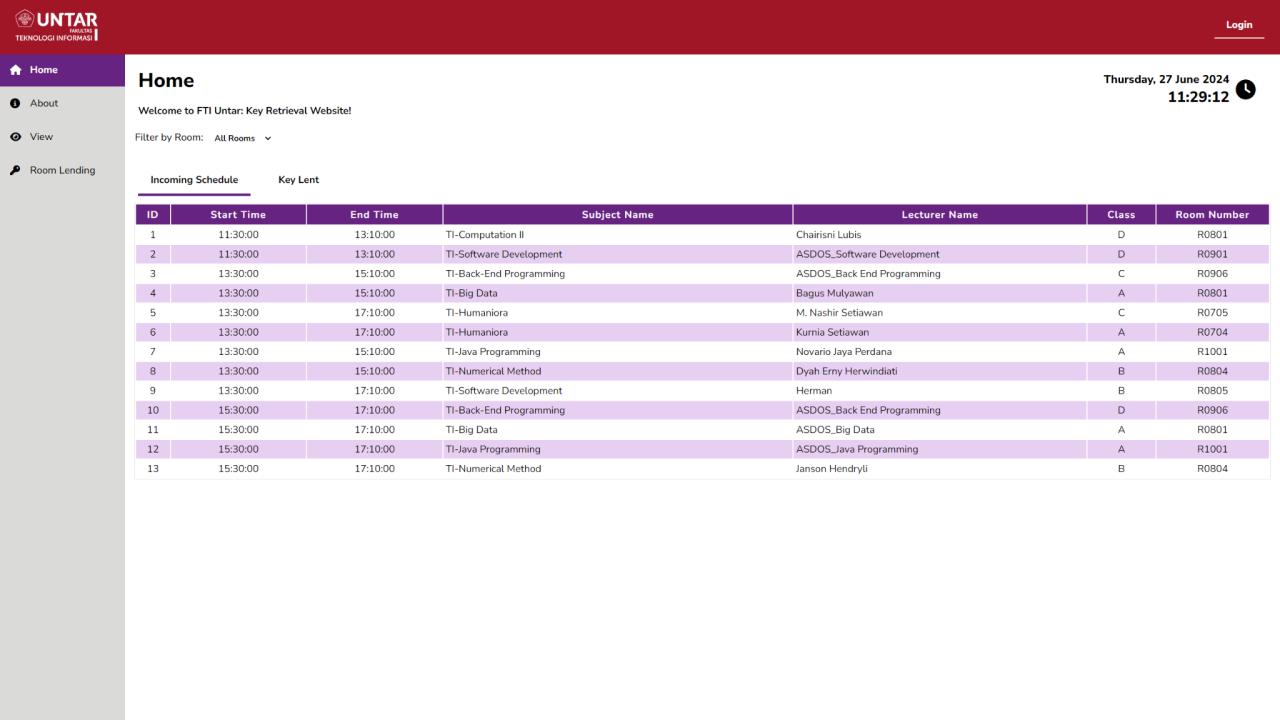 UNTAR
FAKULTAS
TEKNOLOGI INFORMASI
Login
Home
About
View
Room Lending
Home
Thursday, 27 June 2024
11:29:12
Welcome to FTI Untar: Key Retrieval Website!
Filter by Room: All Rooms
Incoming Schedule Key Lent
ID Start Time End Time Subject Name Lecturer Name Class Room Number
1 11:30:00 13:10:00 TI-Computation II Chairisni Lubis D R0801
2 11:30:00 13:10:00 TI-Software Development ASDOS_Software Development D R0901
3 13:30:00 15:10:00 TI-Back-End Programming ASDOS_Back End Programming C R0906
4 13:30:00 15:10:00 TI-Big Data Bagus Mulyawan A R0801
5 13:30:00 17:10:00 TI-Humaniora M. Nashir Setiawan C R0705
6 13:30:00 17:10:00 TI-Humaniora Kurnia Setiawan A R0704
7 13:30:00 15:10:00 TI-Java Programming Novario Jaya Perdana A R1001
8 13:30:00 15:10:00 TI-Numerical Method Dyah Erny Herwindiati B R0804
9 13:30:00 17:10:00 TI-Software Development Herman B R0805
10 15:30:00 17:10:00 TI-Back-End Programming ASDOS_Back End Programming D R0906
11 15:30:00 17:10:00 TI-Big Data ASDOS_Big Data A R0801
12 15:30:00 17:10:00 TI-Java Programming ASDOS_Java Programming A R1001
13 15:30:00 17:10:00 TI-Numerical Method Janson Hendryli B R0804